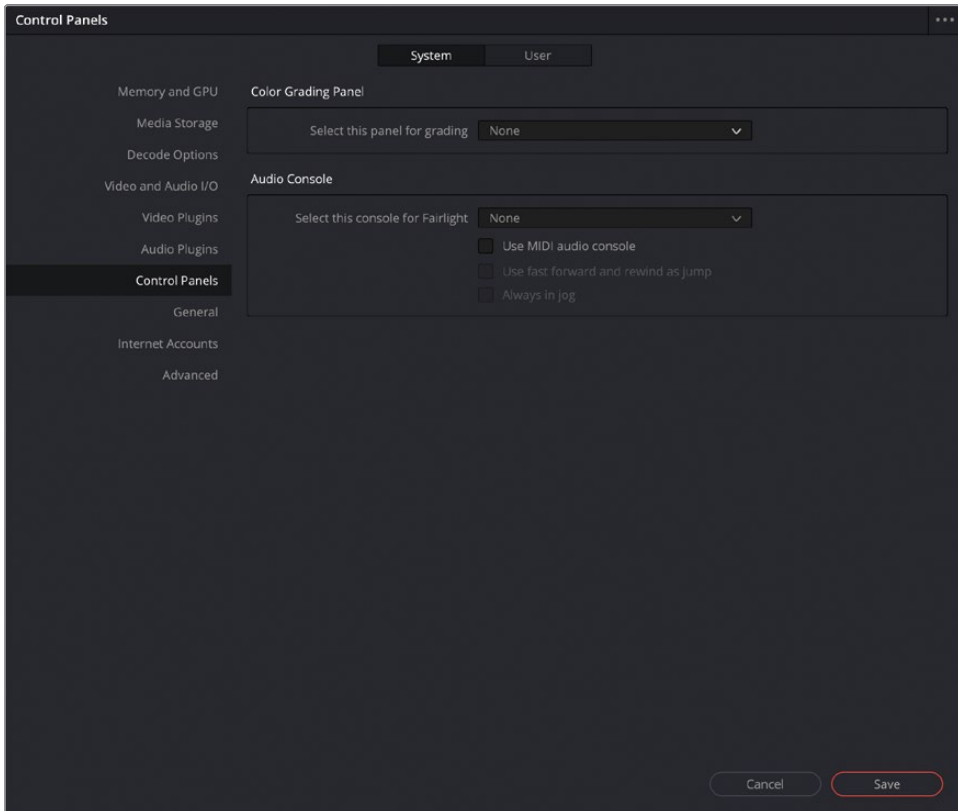 Control Panels
System
User
Memory and GPU
Media Storage
Decode Options
Video and Audio I/O
Video Plugins
Audio Plugins
Control Panels
General
Internet Accounts
Advanced
Color Grading Panel
Select this panel for grading None
Audio Console
Select this console for Fairlight None
Use MIDI audio console
Use fast forward and rewind as jump
Always in jog
Cancel
Save